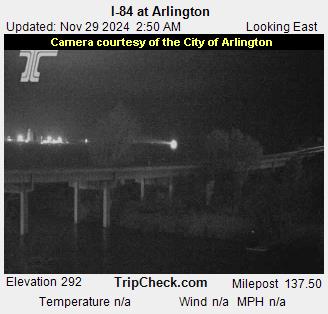 I-84 at Arlington
Updated: Nov 29 2024 2:50 AM Looking East
Camera courtesy of the City of Arlington
Elevation 292 TripCheck.com Milepost 137.50
Temperature n/a Wind n/a MPH n/a